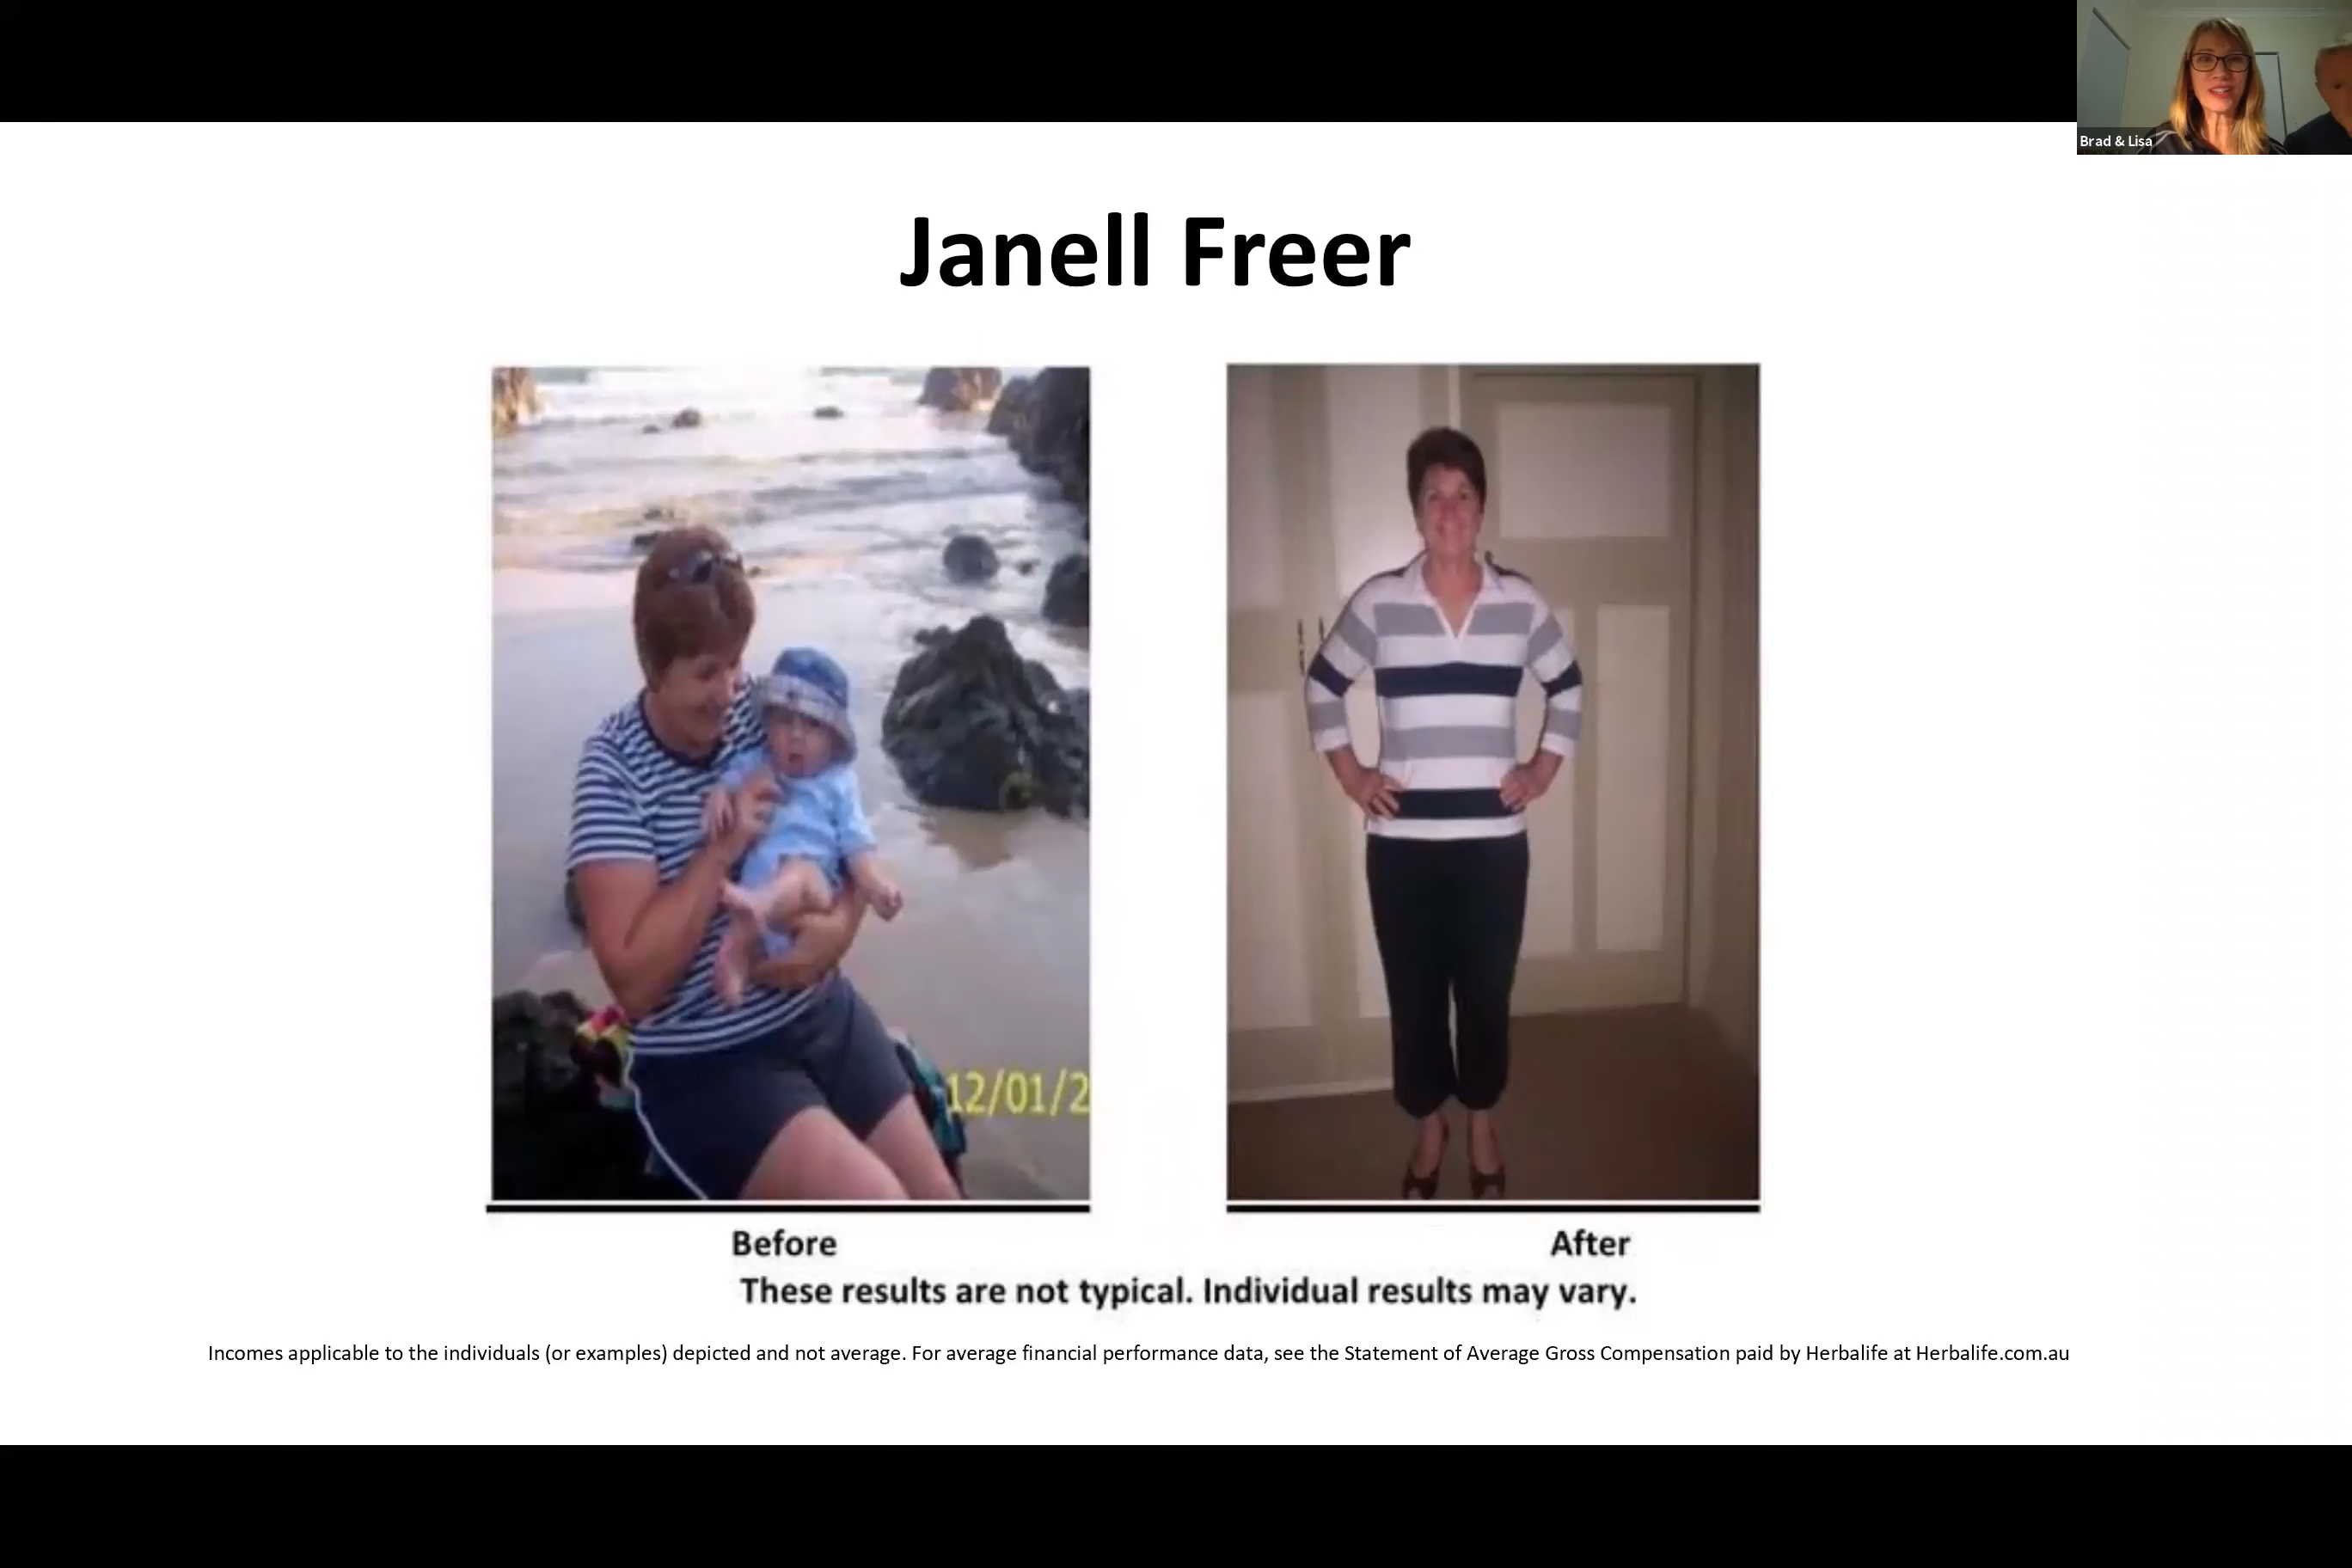 Brad & Lisa
Janell Freer
12/01/2
Before
After
These results are not typical. Individual results may vary.
Incomes applicable to the individuals (or examples) depicted and not average. For average financial performance data, see the Statement of Average Gross Compensation paid by Herbalife at Herbalife.com.au